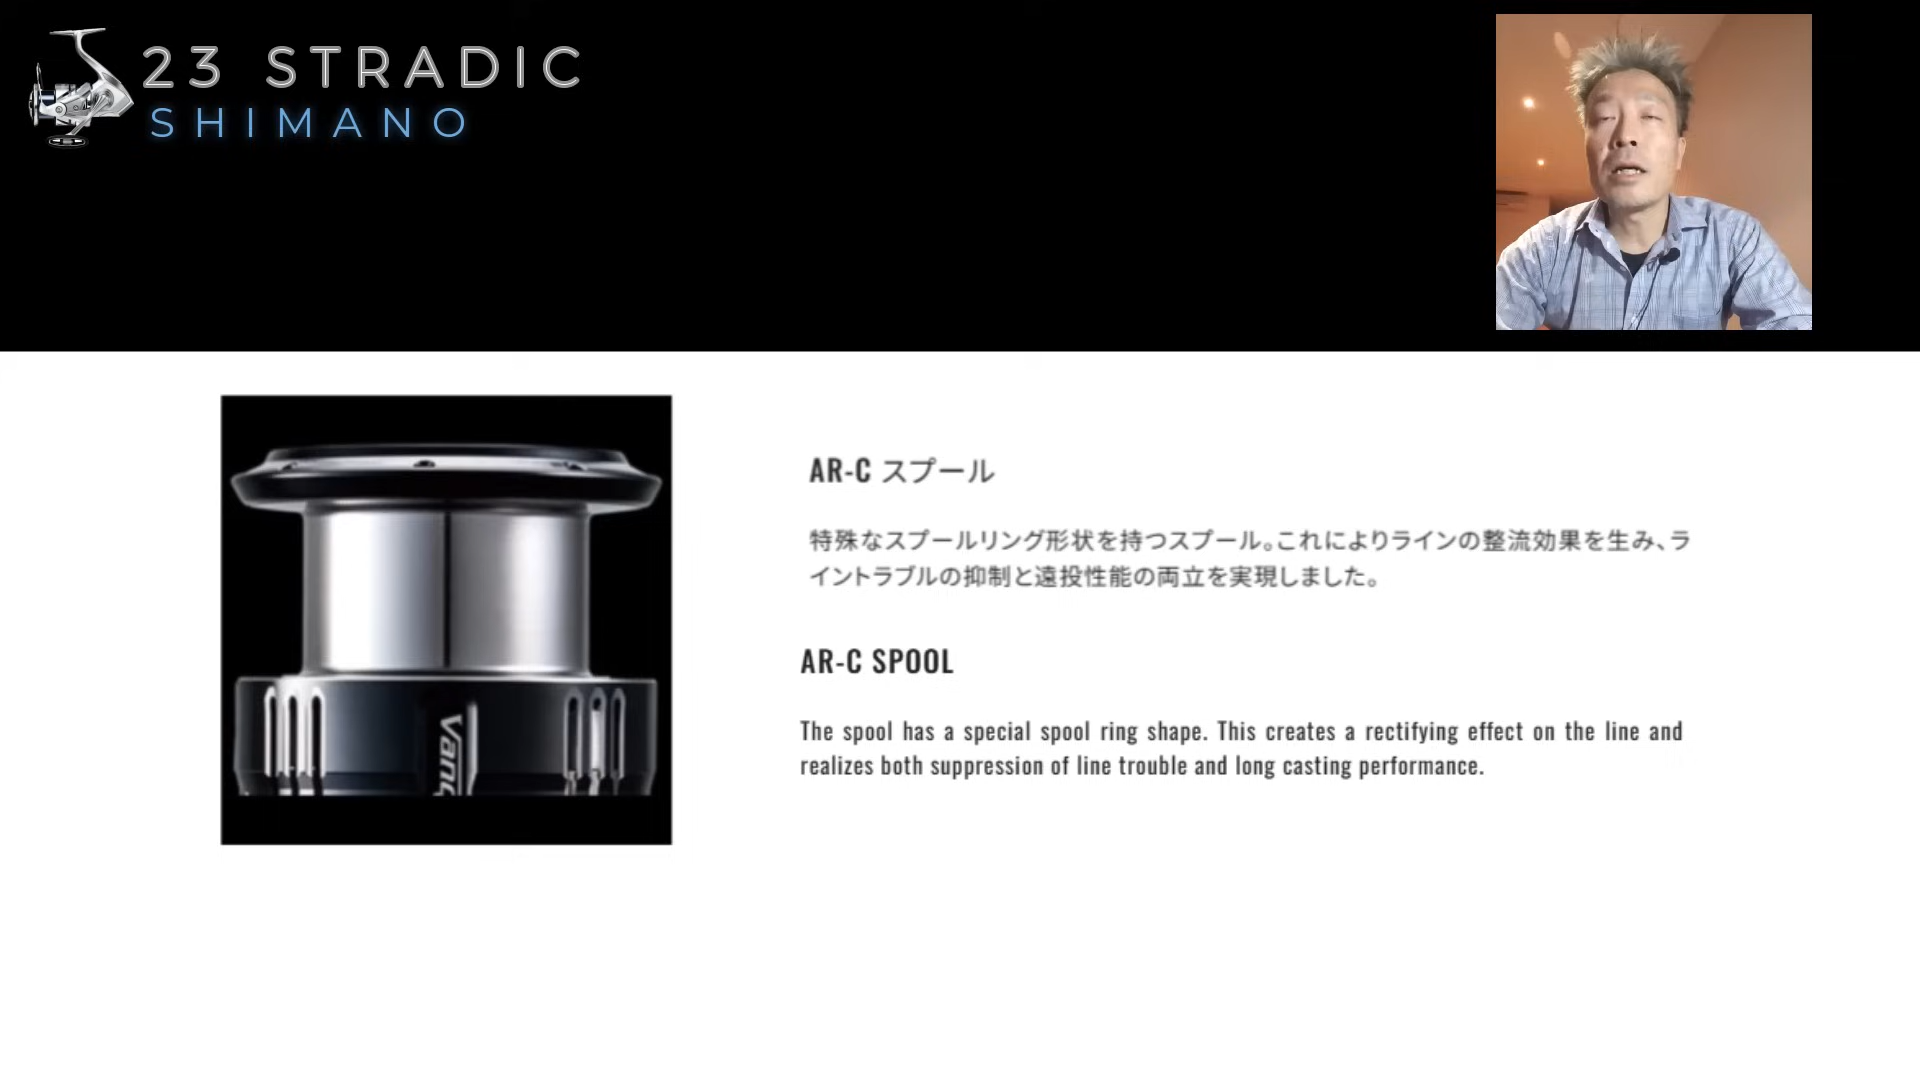 23 STRADIC
SHIMANO
AR-C スプール
特殊なスプールリング形状を持つスプール。これによりラインの整流効果を生み、ラ
イントラブルの抑制と遠投性能の両立を実現しました。
AR-C SPOOL
The spool has a special spool ring shape. This creates a rectifying effect on the line and
realizes both suppression of line trouble and long casting performance.